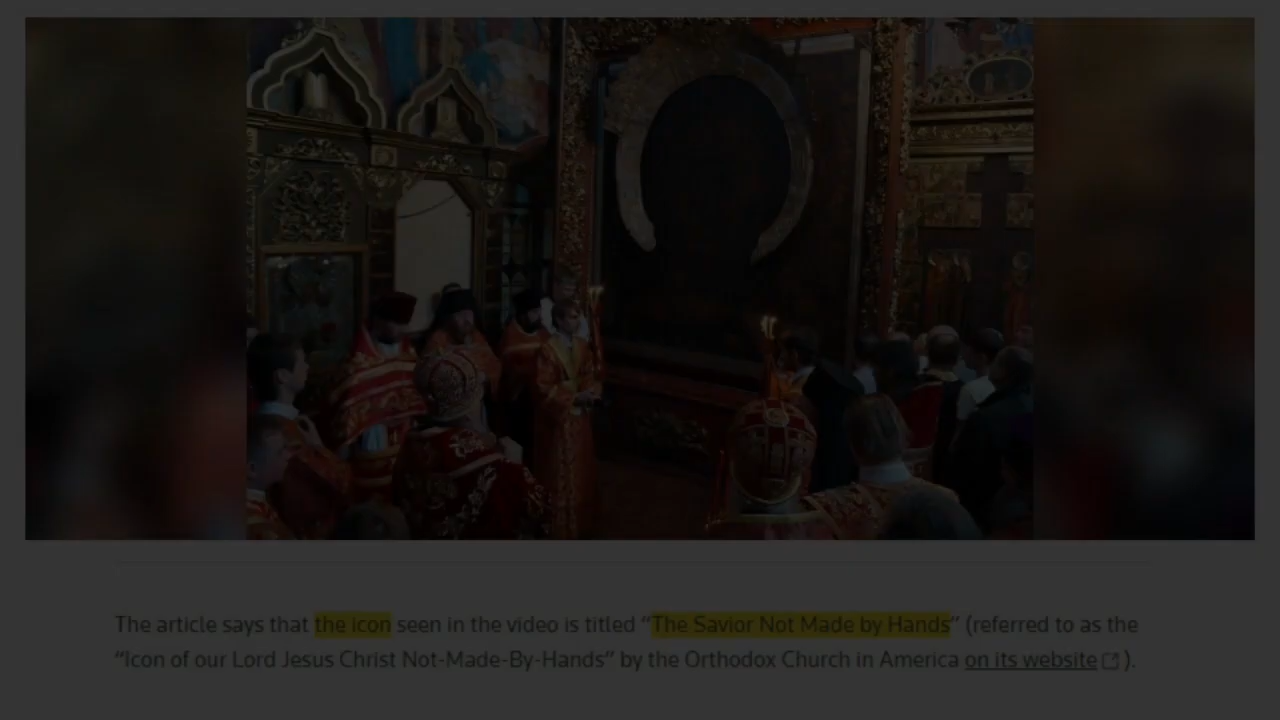 The article says that the icon seen in the video is titled “The Savior Not Made by Hands” (referred to as the
“Icon of our Lord Jesus Christ Not-Made-By-Hands” by the Orthodox Church in America on its website ).